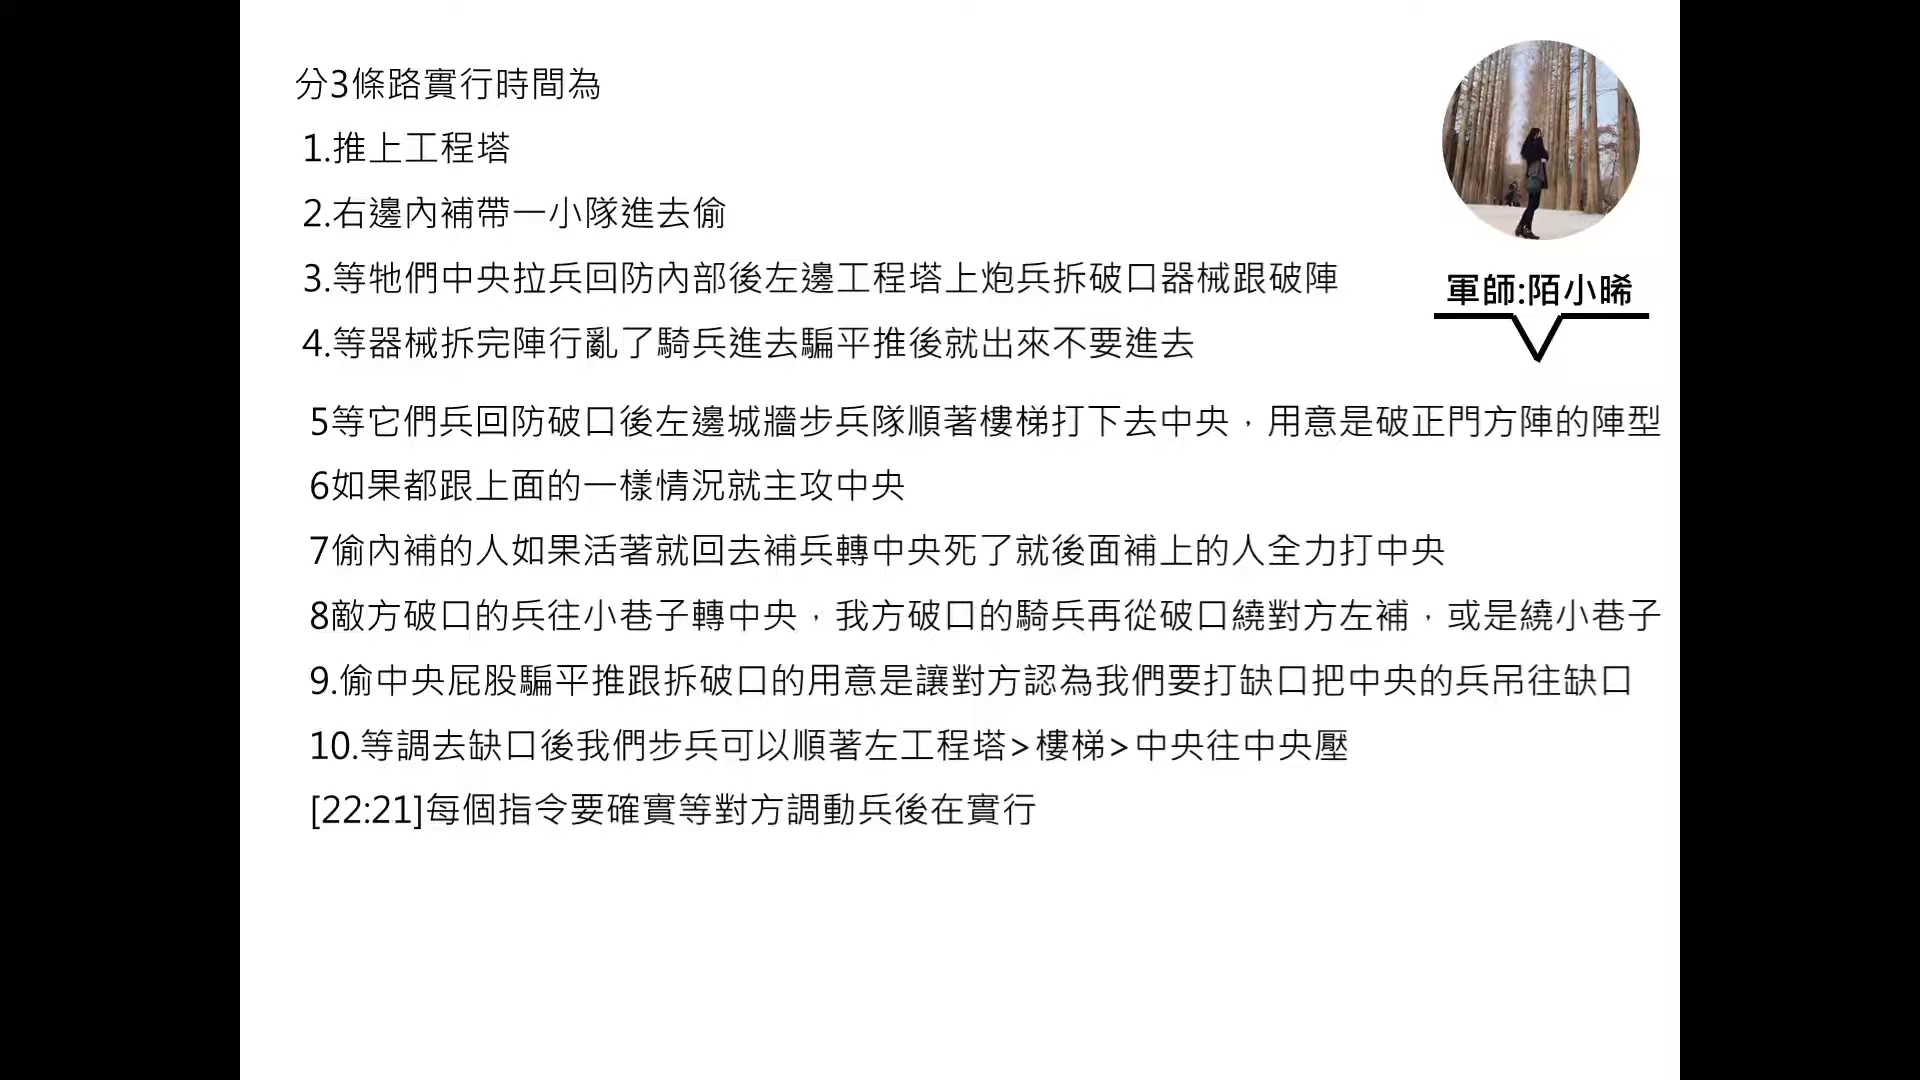 分3條路實行時間為
1.推上工程塔
2.右邊內補帶一小隊進去偷
3.等牠們中央拉兵回防內部後左邊工程塔上炮兵拆破口器械跟破陣
4.等器械拆完陣行亂了騎兵進去騙平推後就出來不要進去
5等它們兵回防破口後左邊城牆步兵隊順著樓梯打下去中央，用意是破正門方陣的陣型
6如果都跟上面的一樣情況就主攻中央
7偷內補的人如果活著就回去補兵轉中央死了就後面補上的人全力打中央
8敵方破口的兵往小巷子轉中央，我方破口的騎兵再從破口繞對方左補，或是繞小巷子
9.偷中央屁股騙平推跟拆破口的用意是讓對方認為我們要打缺口把中央的兵吊往缺口
10.等調去缺口後我們步兵可以順著左工程塔>樓梯>中央往中央壓
[22:21]每個指令要確實等對方調動兵後在實行
軍師:陌小晞